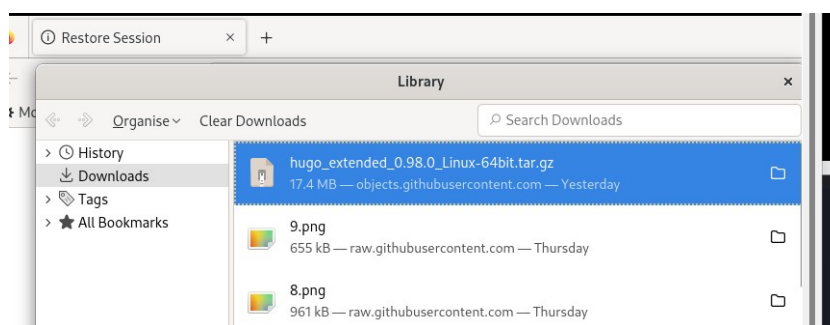 Restore Session
Library
Organise
Clear Downloads
Search Downloads
History
Downloads
Tags
All Bookmarks
hugo_extended_0.98.0_Linux-64bit.tar.gz
17.4 MB — objects.githubusercontent.com — Yesterday
9.png
655 kB — raw.githubusercontent.com — Thursday
8.png
961 kB — raw.githubusercontent.com — Thursday